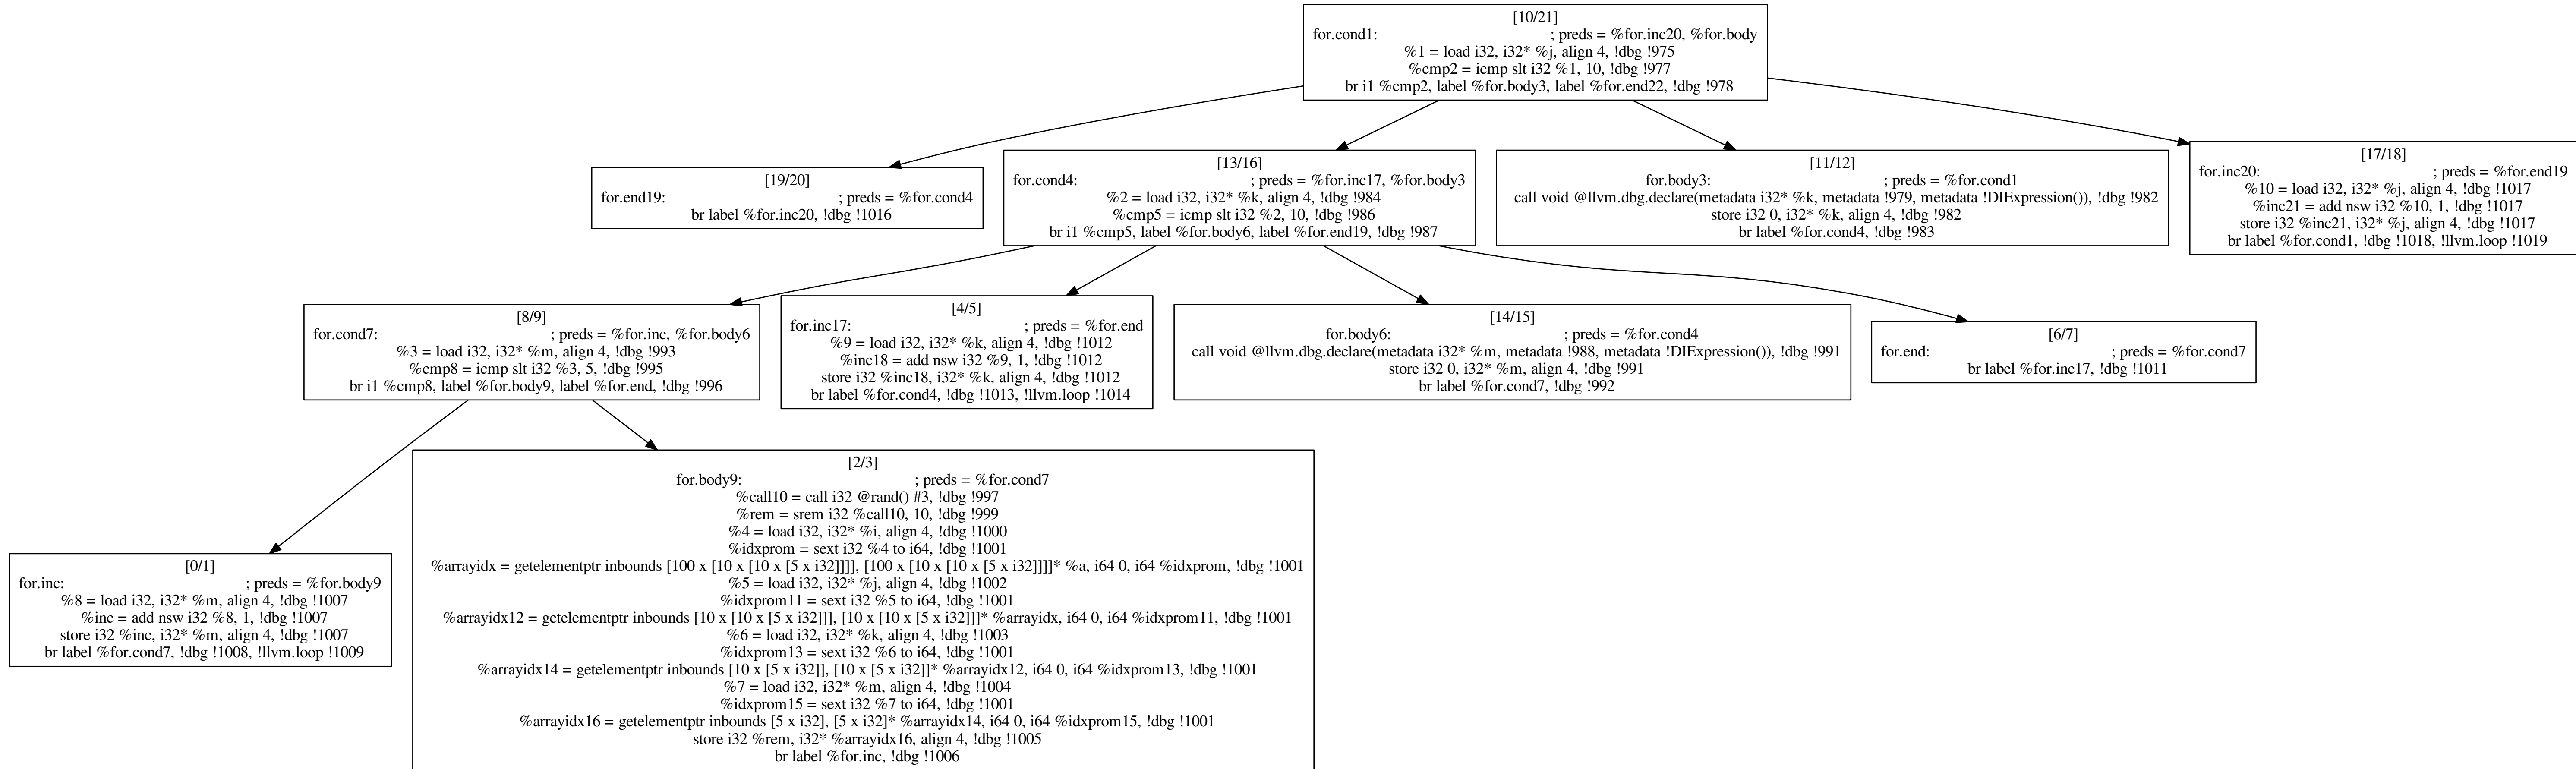 [10/21]
for.cond1: ; preds = %for.inc20, %for.body
%1 = load i32, i32* %j, align 4, !dbg !975
%cmp2 = icmp slt i32 %1, 10, !dbg !977
br i1 %cmp2, label %for.body3, label %for.end22, !dbg !978
[19/20]
for.end19: ; preds = %for.cond4
br label %for.inc20, !dbg !1016
[13/16]
for.cond4: ; preds = %for.inc17, %for.body3
%2 = load i32, i32* %k, align 4, !dbg !984
%cmp5 = icmp slt i32 %2, 10, !dbg !986
br i1 %cmp5, label %for.body6, label %for.end19, !dbg !987
[11/12]
for.body3: ; preds = %for.cond1
call void @llvm.dbg.declare(metadata i32* %k, metadata !979, metadata !DIExpression()), !dbg !982
store i32 0, i32* %k, align 4, !dbg !982
br label %for.cond4, !dbg !983
[17/18]
for.inc20: ; preds = %for.end19
%10 = load i32, i32* %j, align 4, !dbg !1017
%inc21 = add nsw i32 %10, 1, !dbg !1017
store i32 %inc21, i32* %j, align 4, !dbg !1017
br label %for.cond1, !dbg !1018, !llvm.loop !1019
[8/9]
for.cond7: ; preds = %for.inc, %for.body6
%3 = load i32, i32* %m, align 4, !dbg !993
%cmp8 = icmp slt i32 %3, 5, !dbg !995
br i1 %cmp8, label %for.body9, label %for.end, !dbg !996
[4/5]
for.inc17: ; preds = %for.end
%9 = load i32, i32* %k, align 4, !dbg !1012
%inc18 = add nsw i32 %9, 1, !dbg !1012
store i32 %inc18, i32* %k, align 4, !dbg !1012
br label %for.cond4, !dbg !1013, !llvm.loop !1014
[14/15]
for.body6: ; preds = %for.cond4
call void @llvm.dbg.declare(metadata i32* %m, metadata !988, metadata !DIExpression()), !dbg !991
store i32 0, i32* %m, align 4, !dbg !991
br label %for.cond7, !dbg !992
[6/7]
for.end: ; preds = %for.cond7
br label %for.inc17, !dbg !1011
[0/1]
for.inc: ; preds = %for.body9
%8 = load i32, i32* %m, align 4, !dbg !1007
%inc = add nsw i32 %8, 1, !dbg !1007
store i32 %inc, i32* %m, align 4, !dbg !1007
br label %for.cond7, !dbg !1008, !llvm.loop !1009
[2/3]
for.body9: ; preds = %for.cond7
%call10 = call i32 @rand() #3, !dbg !997
%rem = srem i32 %call10, 10, !dbg !999
%4 = load i32, i32* %i, align 4, !dbg !1000
%idxprom = sext i32 %4 to i64, !dbg !1001
%arrayidx = getelementptr inbounds [100 x [10 x [10 x [5 x i32]]]], [100 x [10 x [10 x [5 x i32]]]]* %a, i64 0, i64 %idxprom, !dbg !1001
%5 = load i32, i32* %j, align 4, !dbg !1002
%idxprom11 = sext i32 %5 to i64, !dbg !1001
%arrayidx12 = getelementptr inbounds [10 x [10 x [5 x i32]]], [10 x [10 x [5 x i32]]]* %arrayidx, i64 0, i64 %idxprom11, !dbg !1001
%6 = load i32, i32* %k, align 4, !dbg !1003
%idxprom13 = sext i32 %6 to i64, !dbg !1001
%arrayidx14 = getelementptr inbounds [10 x [5 x i32]], [10 x [5 x i32]]* %arrayidx12, i64 0, i64 %idxprom13, !dbg !1001
%7 = load i32, i32* %m, align 4, !dbg !1004
%idxprom15 = sext i32 %7 to i64, !dbg !1001
%arrayidx16 = getelementptr inbounds [5 x i32], [5 x i32]* %arrayidx14, i64 0, i64 %idxprom15, !dbg !1001
store i32 %rem, i32* %arrayidx16, align 4, !dbg !1005
br label %for.inc, !dbg !1006